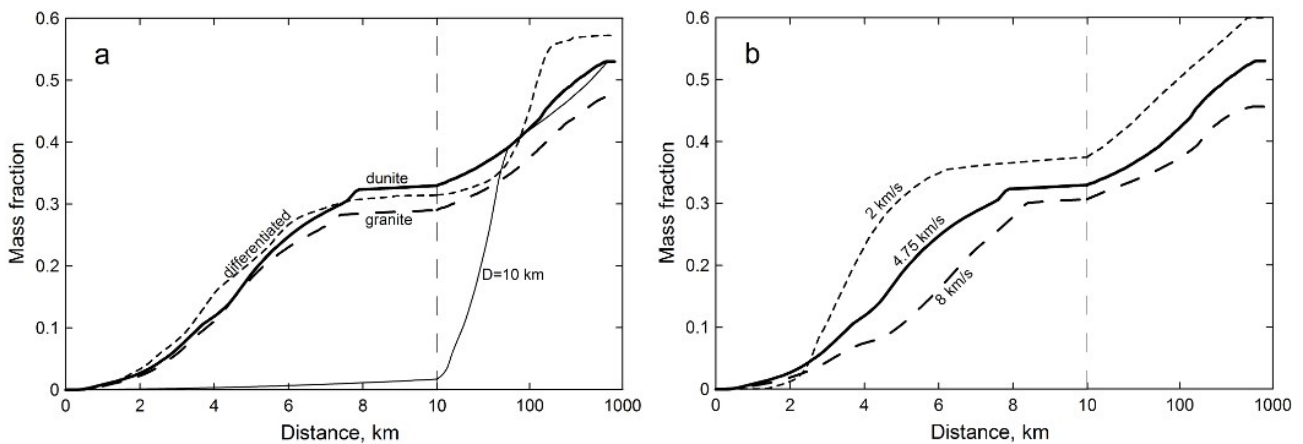 a
0.6
0.5
0.4
0.3
0.2
0.1
0
Mass fraction
dunite
differentiated
granite
D=10 km
0 2 4 6 8 10 100 1000
Distance, km
b
0.6
0.5
0.4
0.3
0.2
0.1
0
Mass fraction
2 km/s
4.75 km/s
8 km/s
0 2 4 6 8 10 100 1000
Distance, km